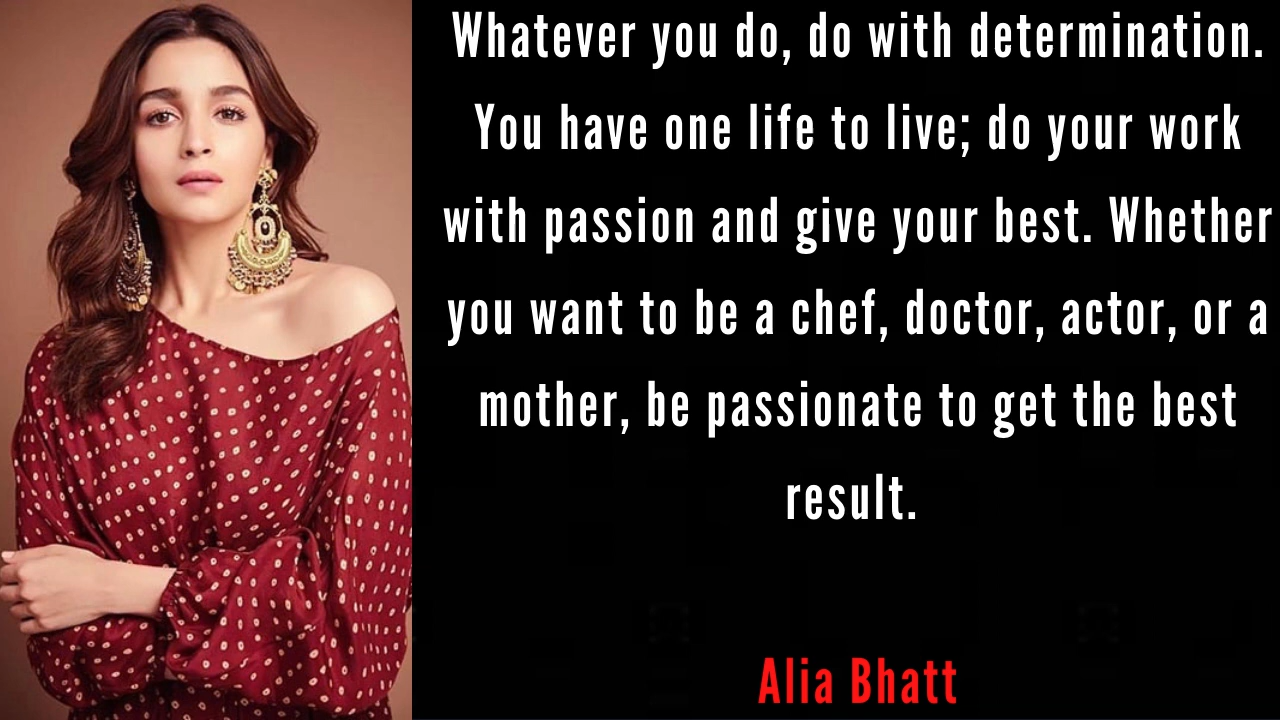 Whatever you do, do with determination.
You have one life to live; do your work
with passion and give your best. Whether
you want to be a chef, doctor, actor, or a
mother, be passionate to get the best
result.
Alia Bhatt